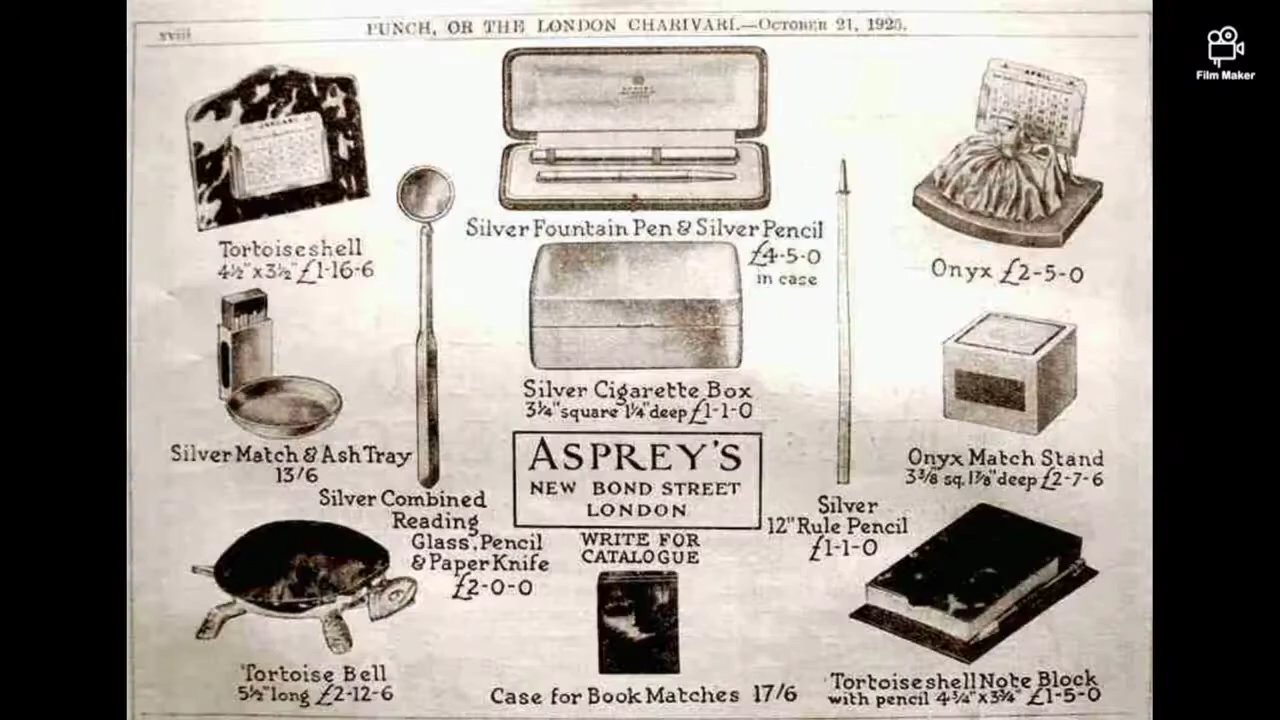 xviii
PUNCH, OR THE LONDON CHARIVARI.—October 21, 1925.
Film Maker
JANUARY
APRIL
Silver Fountain Pen & Silver Pencil
£4-5-0
in case
Tortoiseshell
4½" x 3½" £1-16-6
Onyx £2-5-0
Silver Cigarette Box
3¼" square 1¼" deep £1-1-0
Silver Match & Ash Tray
13/6
ASPREY'S
NEW BOND STREET
LONDON
Onyx Match Stand
3⅜ sq. 1⅞" deep £2-7-6
Silver Combined
Reading
Glass, Pencil
& Paper Knife
£2-0-0
Silver
12" Rule Pencil
£1-1-0
WRITE FOR
CATALOGUE
Tortoise Bell
5½" long £2-12-6
Case for Book Matches 17/6
Tortoiseshell Note Block
with pencil 4¾" x 3¾" £1-5-0